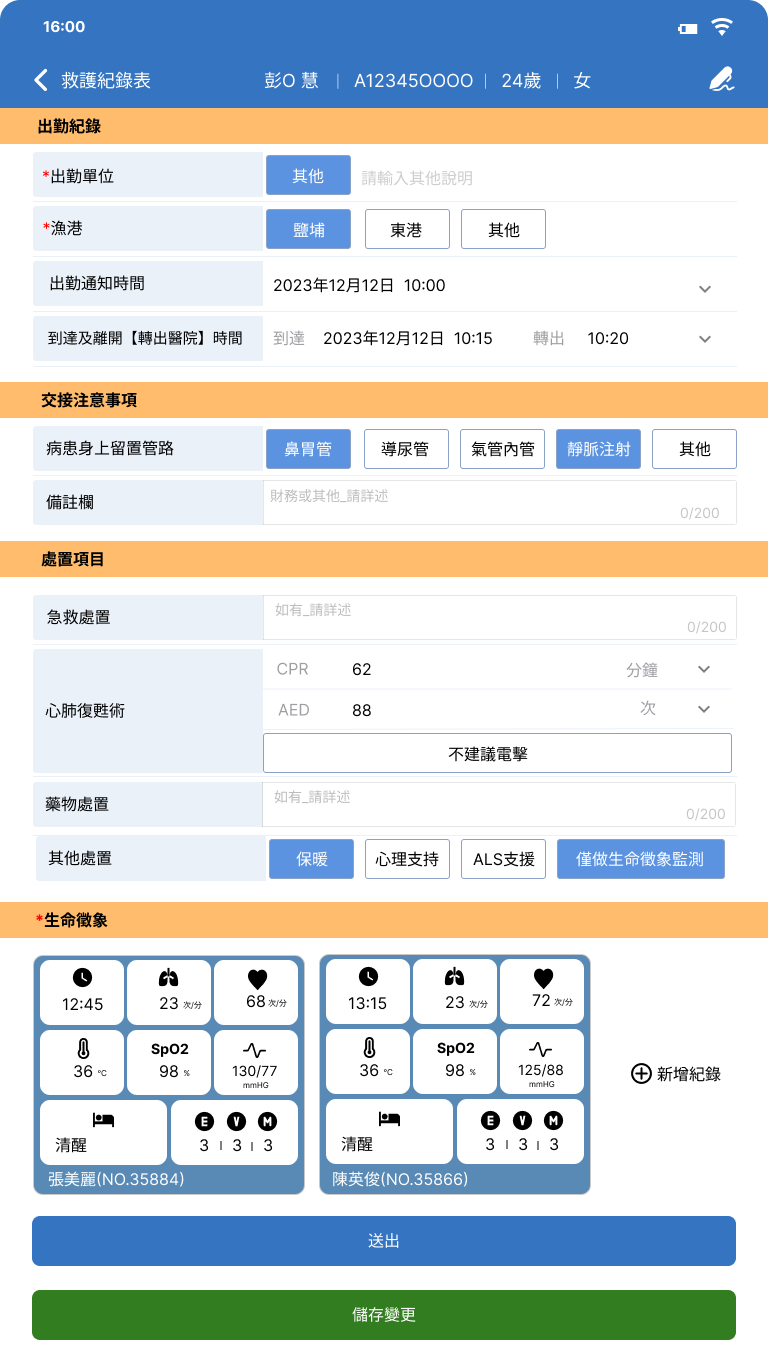 16:00
救護紀錄表 彭O 慧 | A12345OOOO | 24歲 | 女
出勤紀錄
*出勤單位 其他 請輸入其他說明
*漁港 鹽埔 東港 其他
出勤通知時間 2023年12月12日 10:00
到達及離開【轉出醫院】時間 到達 2023年12月12日 10:15 轉出 10:20
交接注意事項
病患身上留置管路 鼻胃管 導尿管 氣管內管 靜脈注射 其他
備註欄 財務或其他_請詳述
0/200
處置項目
急救處置 如有_請詳述
0/200
心肺復甦術
CPR 62 分鐘
AED 88 次
不建議電擊
藥物處置 如有_請詳述
0/200
其他處置 保暖 心理支持 ALS支援 僅做生命徵象監測
*生命徵象
12:45 23 次/分 68 次/分
36 °C SpO2 98 % 130/77 mmHG
清醒 E V M
3 | 3 | 3
張美麗(NO.35884)
13:15 23 次/分 72 次/分
36 °C SpO2 98 % 125/88 mmHG
清醒 E V M
3 | 3 | 3
陳英俊(NO.35866)
新增紀錄
送出
儲存變更